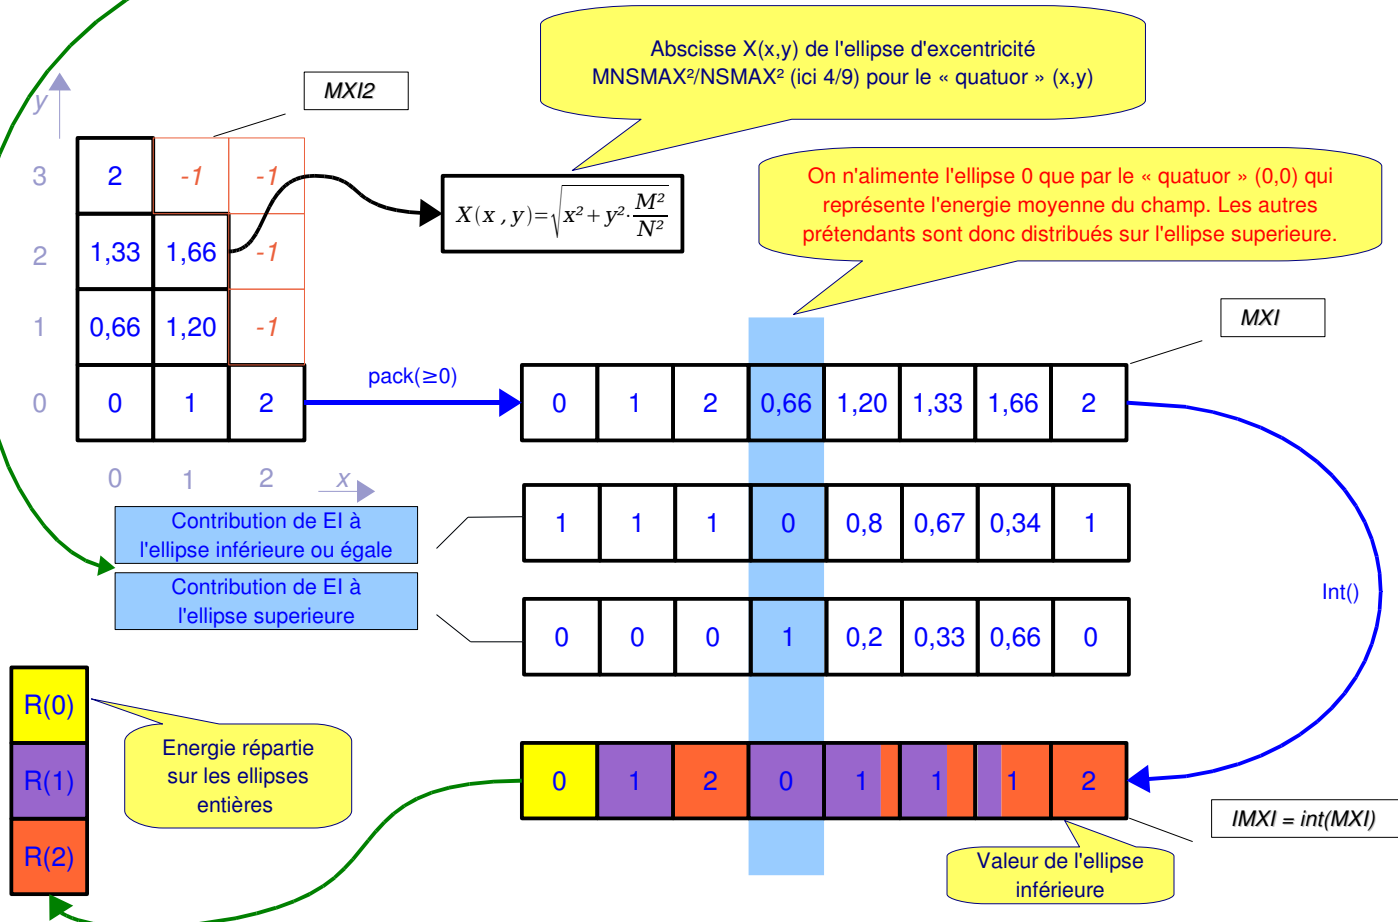 Abscisse X(x,y) de l'ellipse d'excentricité
MNSMAX²/NSMAX² (ici 4/9) pour le « quatuor » (x,y)
MXI2
y
3 2 -1 -1
X(x , y)=√x²+y²·M²/N²
On n'alimente l'ellipse 0 que par le « quatuor » (0,0) qui
représente l'energie moyenne du champ. Les autres
prétendants sont donc distribués sur l'ellipse superieure.
2 1,33 1,66 -1
1 0,66 1,20 -1
MXI
0 0 1 2
pack(≥0)
0 1 2 0,66 1,20 1,33 1,66 2
0 1 2 x
Contribution de EI à
l'ellipse inférieure ou égale
1 1 1 0 0,8 0,67 0,34 1
Contribution de EI à
l'ellipse superieure
0 0 0 1 0,2 0,33 0,66 0
Int()
R(0)
R(1)
R(2)
Energie répartie
sur les ellipses
entières
0 1 2 0 1 1 1 2
IMXI = int(MXI)
Valeur de l'ellipse
inférieure